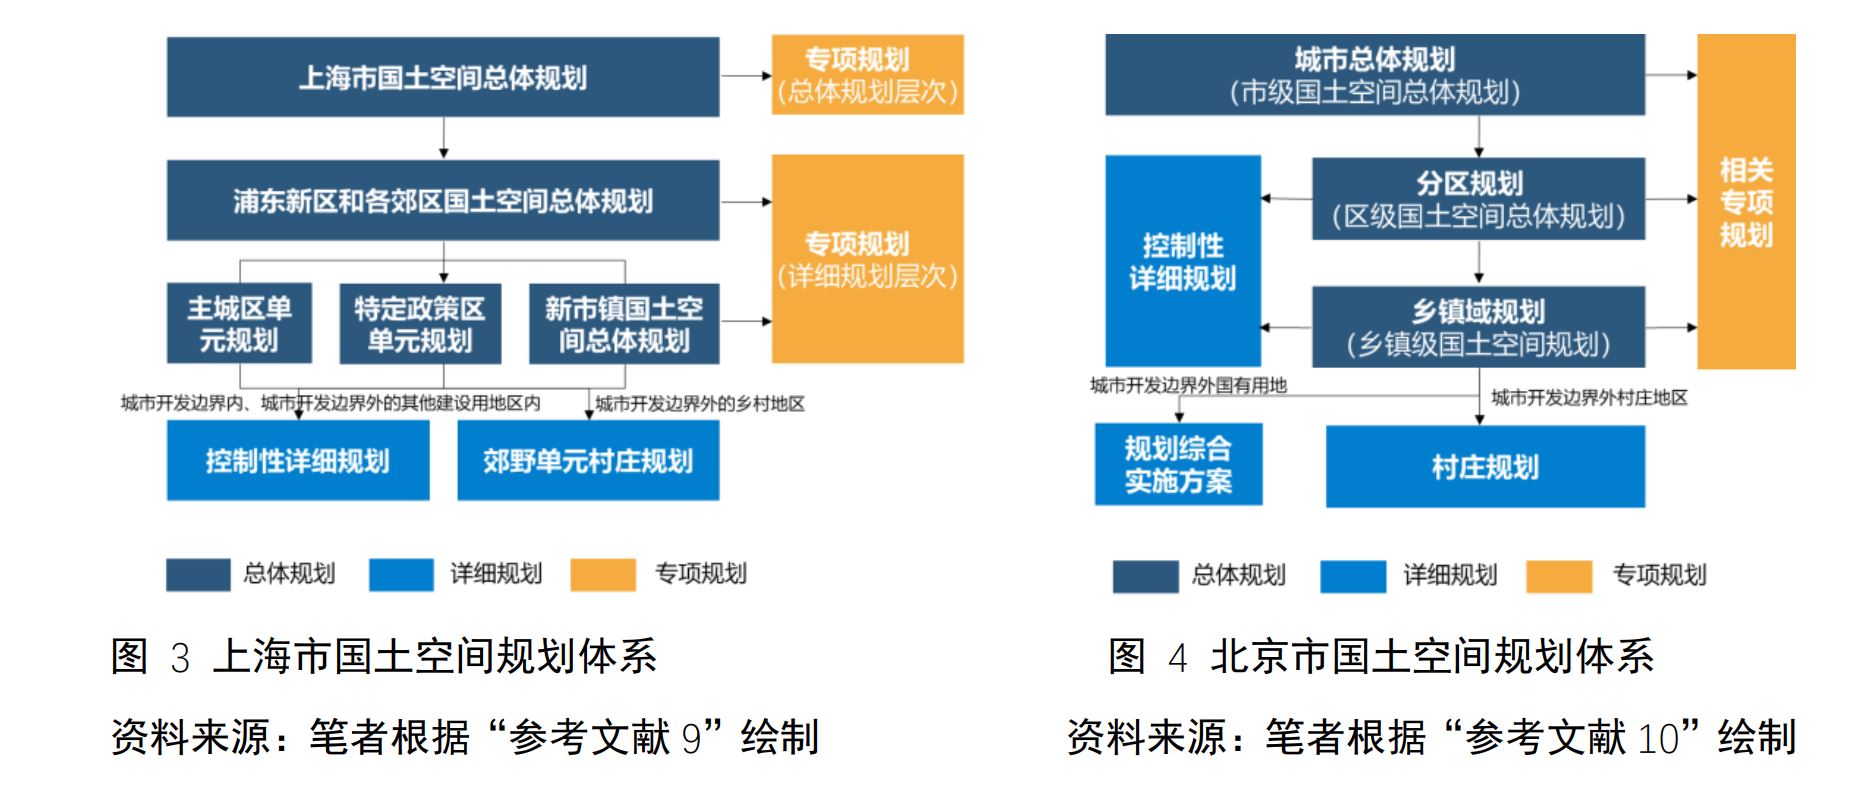 上海市国土空间总体规划
专项规划
(总体规划层次)
浦东新区和各郊区国土空间总体规划
专项规划
(详细规划层次)
主城区单
元规划
特定政策区
单元规划
新市镇国土空
间总体规划
城市开发边界内、城市开发边界外的其他建设用地区内
城市开发边界外的乡村地区
控制性详细规划
郊野单元村庄规划
总体规划
详细规划
专项规划
图 3 上海市国土空间规划体系
资料来源：笔者根据“参考文献 9”绘制
城市总体规划
(市级国土空间总体规划)
相关
专项
规划
分区规划
(区级国土空间总体规划)
控制性
详细规划
乡镇域规划
(乡镇级国土空间规划)
城市开发边界外国有用地
城市开发边界外村庄地区
规划综合
实施方案
村庄规划
总体规划
详细规划
专项规划
图 4 北京市国土空间规划体系
资料来源：笔者根据“参考文献 10”绘制